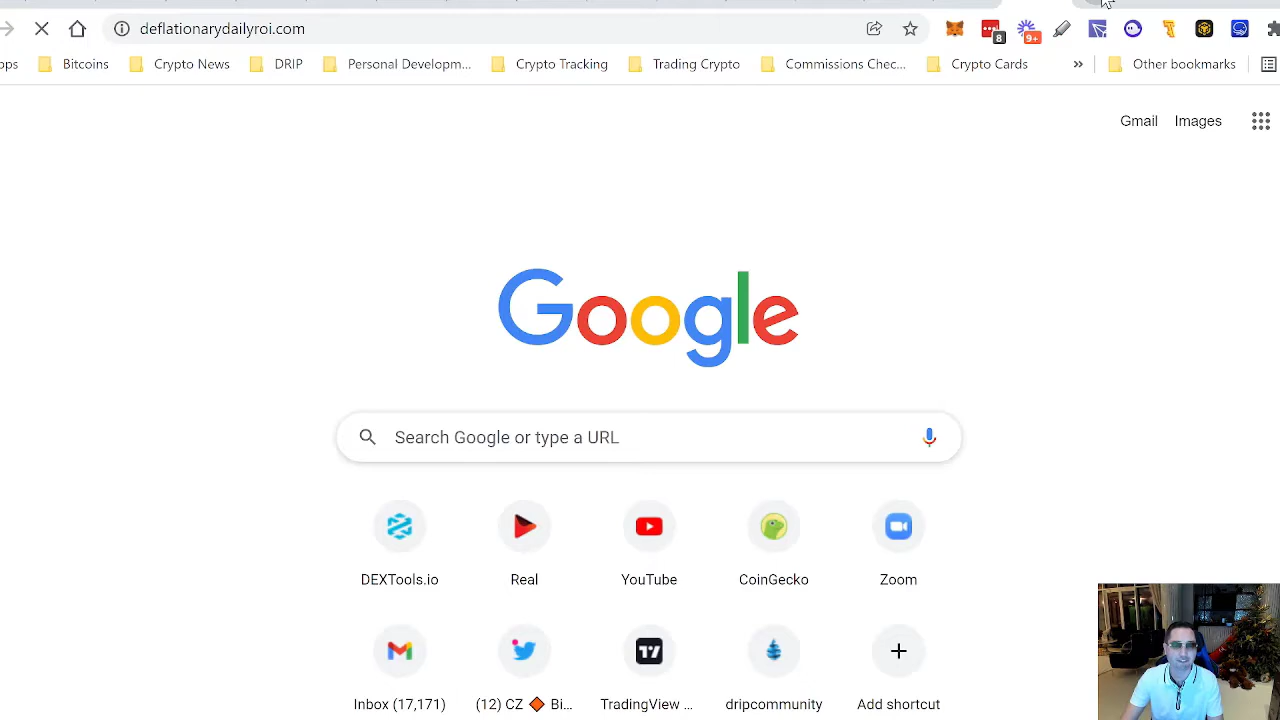 deflationarydailyroi.com
8
9+
ops
Bitcoins
Crypto News
DRIP
Personal Developm...
Crypto Tracking
Trading Crypto
Commissions Chec...
Crypto Cards
»
Other bookmarks
Gmail
Images
Google
Search Google or type a URL
DEXTools.io
Real
YouTube
CoinGecko
Zoom
Inbox (17,171)
(12) CZ 🔶 Bi...
TradingView ...
dripcommunity
Add shortcut